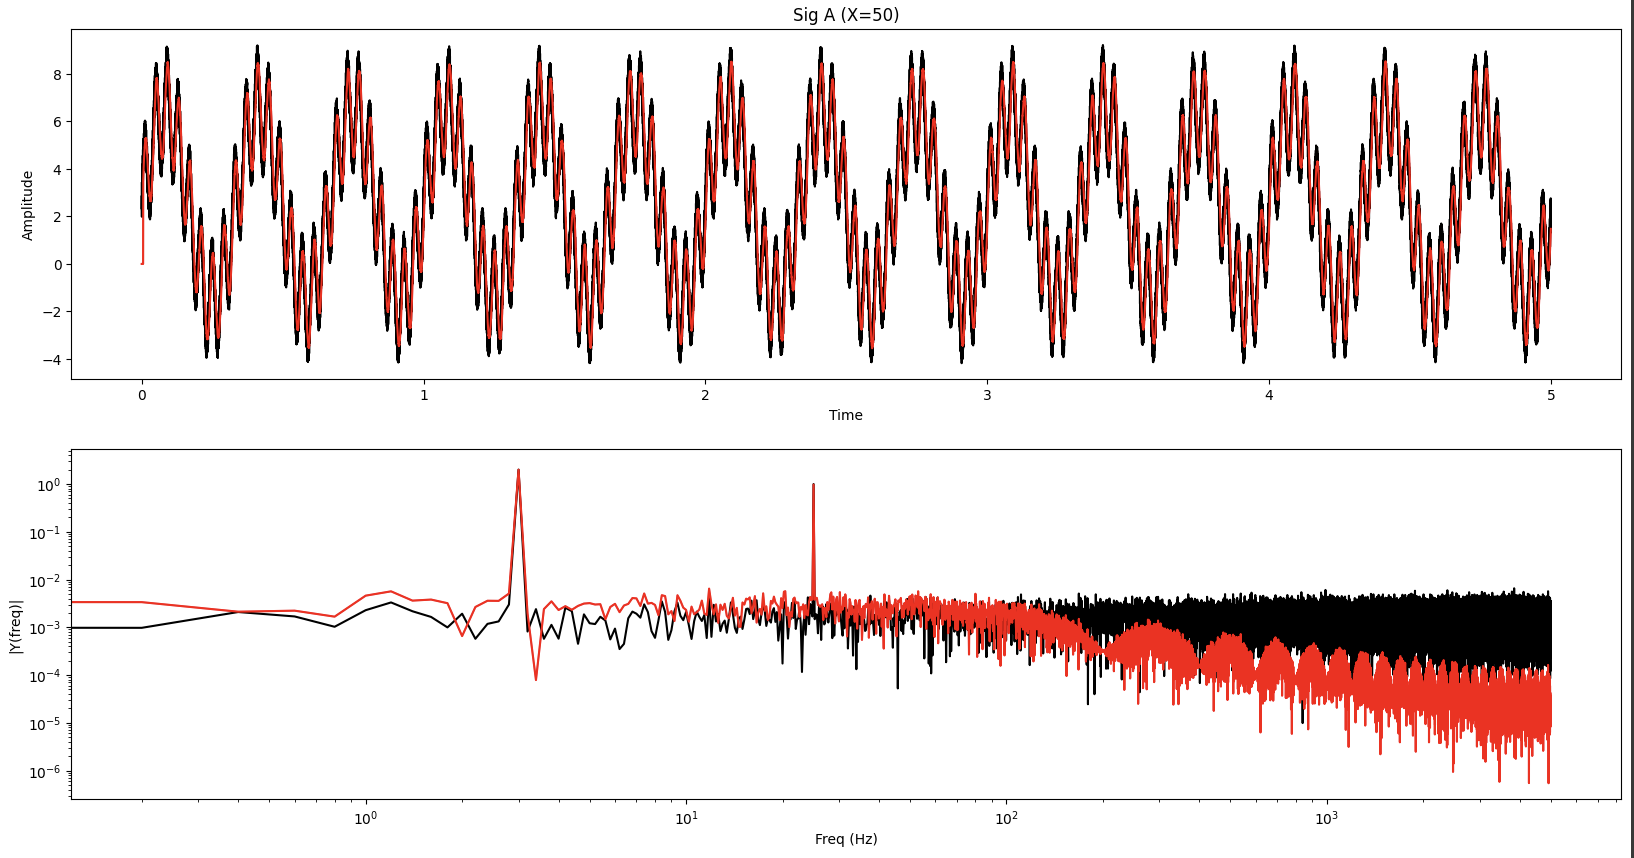 Sig A (X=50)
Amplitude
8
6
4
2
0
−2
−4
0 1 2 3 4 5
Time
|Y(freq)|
10⁰
10⁻¹
10⁻²
10⁻³
10⁻⁴
10⁻⁵
10⁻⁶
10⁰ 10¹ 10² 10³
Freq (Hz)